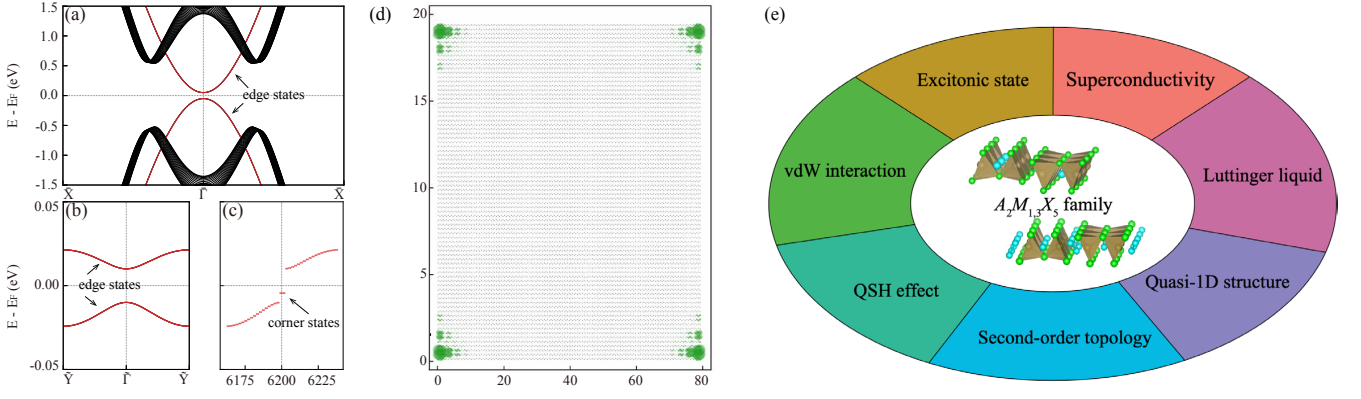 (a)
1.5
1.0
0.5
0.0
-0.5
-1.0
-1.5
E - EF (eV)
edge states
X̃
Γ̃
X̃
(b)
0.05
0.00
-0.05
E - EF (eV)
edge states
Ỹ
Γ̃
Ỹ
(c)
corner states
6175
6200
6225
(d)
20
15
10
5
0
0
20
40
60
80
(e)
Excitonic state
Superconductivity
vdW interaction
Luttinger liquid
A₂M₁,₃X₅ family
QSH effect
Quasi-1D structure
Second-order topology